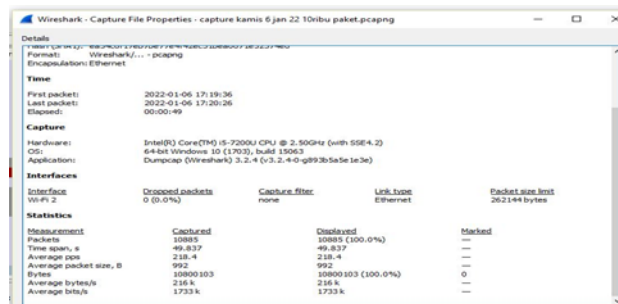 Wireshark - Capture File Properties - capture kamis 6 jan 22 10ribu paket.pcapng
Details
Format: Wireshark/... - pcapng
Encapsulation: Ethernet
Time
First packet: 2022-01-06 17:19:36
Last packet: 2022-01-06 17:20:26
Elapsed: 00:00:49
Capture
Hardware: Intel(R) Core(TM) i5-7200U CPU @ 2.50GHz (with SSE4.2)
OS: 64-bit Windows 10 (1703), build 15063
Application: Dumpcap (Wireshark) 3.2.4 (v3.2.4-0-g893b5a5e1e3e)
Interfaces
Interface Dropped packets Capture filter Link type Packet size limit
Wi-Fi 2 0 (0.0%) none Ethernet 262144 bytes
Statistics
Measurement Captured Displayed Marked
Packets 10885 10885 (100.0%) —
Time span, s 49.837 49.837 —
Average pps 218.4 218.4 —
Average packet size, B 992 992 —
Bytes 10800103 10800103 (100.0%) 0
Average bytes/s 216 k 216 k —
Average bits/s 1733 k 1733 k —